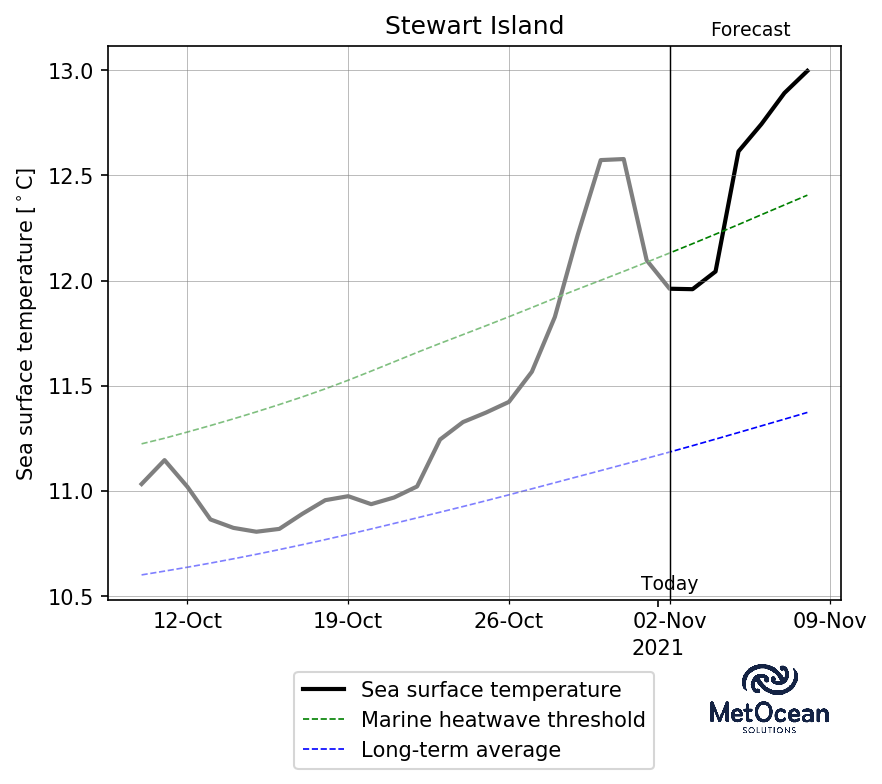 Stewart Island
Forecast
Sea surface temperature [°C]
13.0
12.5
12.0
11.5
11.0
10.5
Today
12-Oct
19-Oct
26-Oct
02-Nov
09-Nov
2021
Sea surface temperature
Marine heatwave threshold
Long-term average
MetOcean
SOLUTIONS